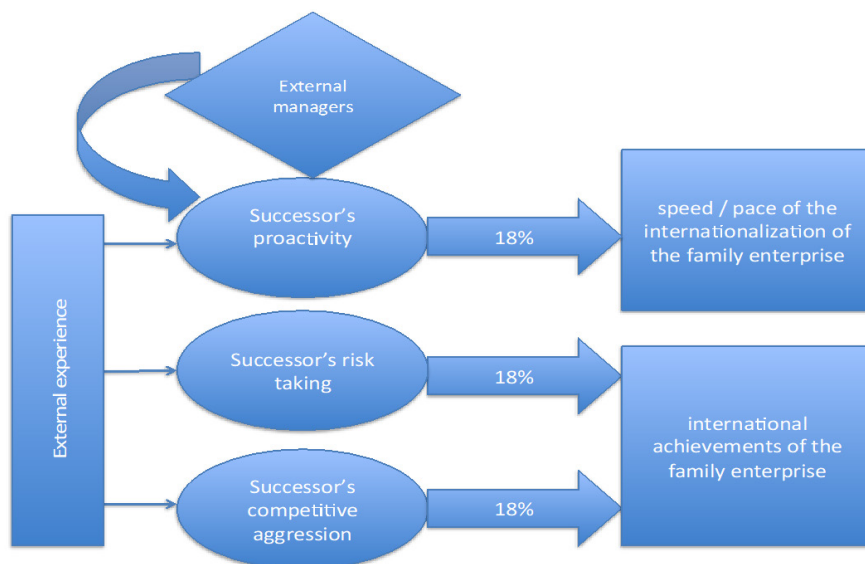 External
managers
Successor's
proactivity
18%
speed / pace of the
internationalization of
the family enterprise
External experience
Successor's risk
taking
18%
international
achievements of the
family enterprise
Successor's
competitive
aggression
18%